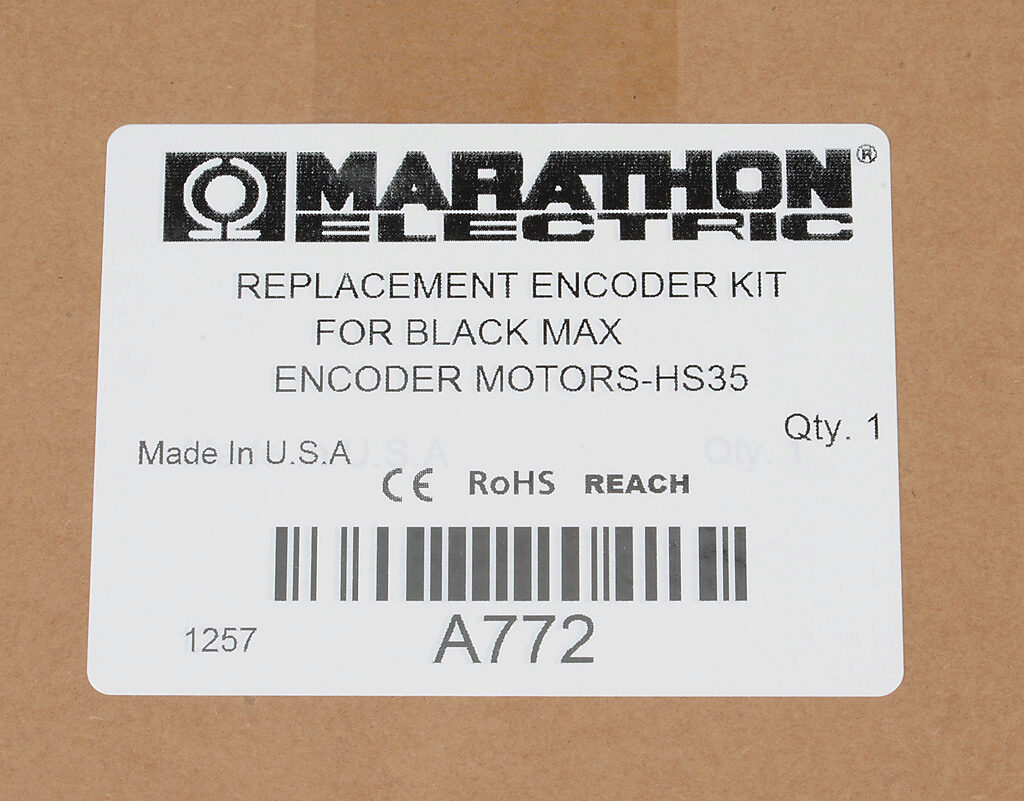 MARATHON®
ELECTRIC
REPLACEMENT ENCODER KIT
FOR BLACK MAX
ENCODER MOTORS-HS35
Qty. 1
Made In U.S.A
CE RoHS REACH
1257
A772